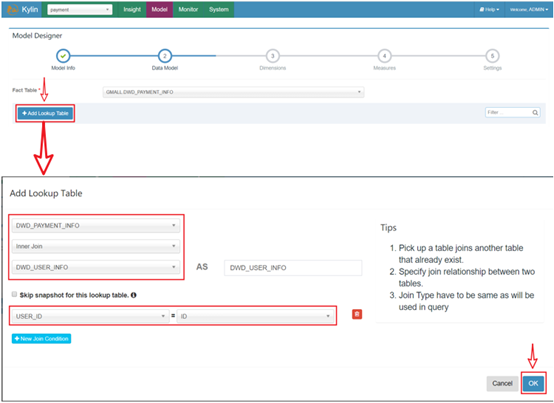 Kylin payment Insight Model Monitor System Help Welcome, ADMIN
Model Designer
2 3 4 5
Model Info Data Model Dimensions Measures Settings
Fact Table * GMALL.DWD_PAYMENT_INFO
+ Add Lookup Table Filter ...
Add Lookup Table
DWD_PAYMENT_INFO
Inner Join
DWD_USER_INFO AS DWD_USER_INFO
Skip snapshot for this lookup table.
USER_ID = ID
+ New Join Condition
Tips
1. Pick up a table joins another table
that already exist.
2. Specify join relationship between two
tables.
3. Join Type have to be same as will be
used in query
Cancel OK